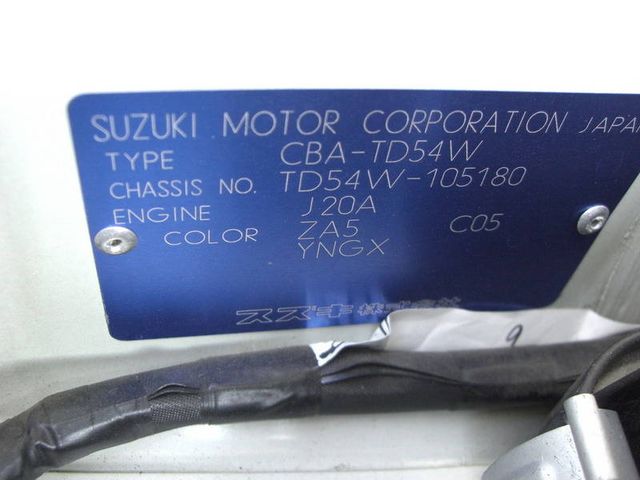 SUZUKI MOTOR CORPORATION JAPAN
TYPE CBA-TD54W
CHASSIS NO. TD54W-105180
ENGINE J20A
COLOR ZA5 C05
YNGX
スズキ株式会社
9